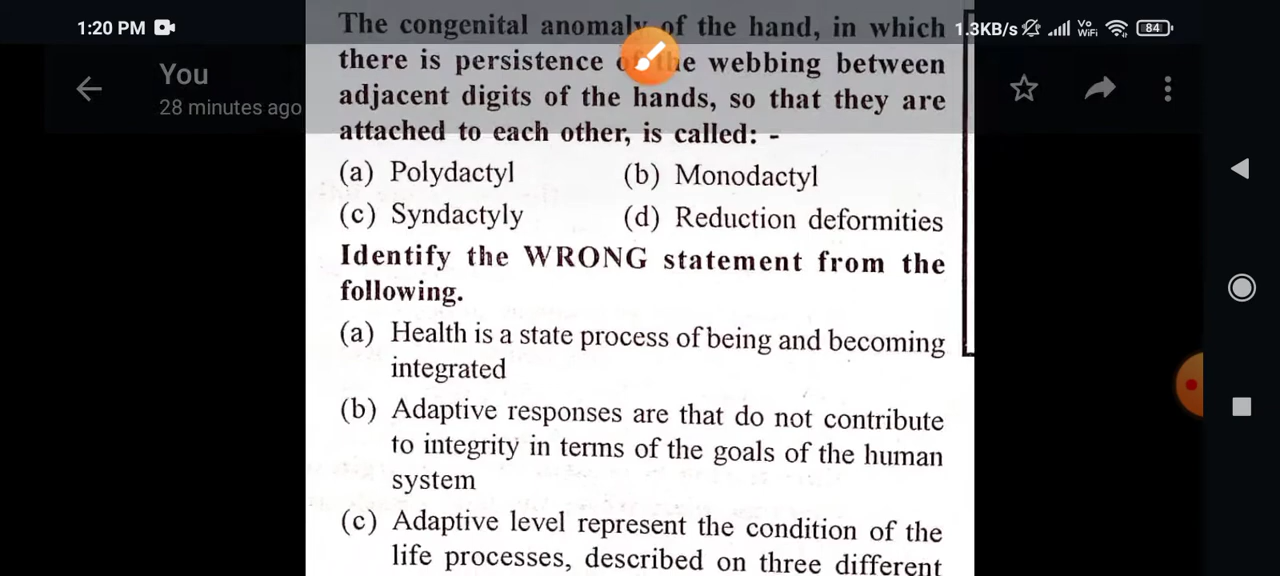 1:20 PM
1.3KB/s Vo WiFi 84
You
28 minutes ago
The congenital anomaly of the hand, in which
there is persistence the webbing between
adjacent digits of the hands, so that they are
attached to each other, is called: -
(a) Polydactyl (b) Monodactyl
(c) Syndactyly (d) Reduction deformities
Identify the WRONG statement from the
following.
(a) Health is a state process of being and becoming
integrated
(b) Adaptive responses are that do not contribute
to integrity in terms of the goals of the human
system
(c) Adaptive level represent the condition of the
life processes, described on three different